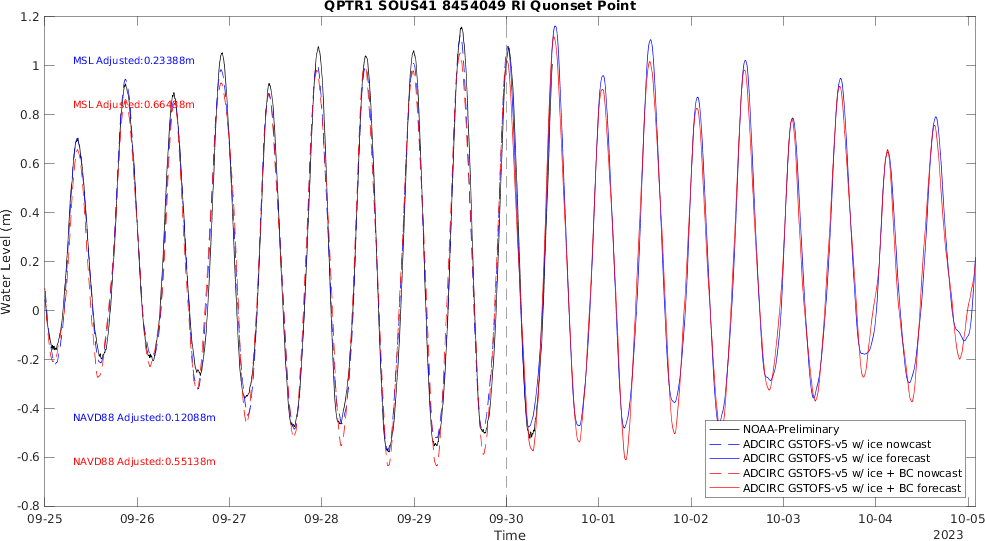 QPTR1 SOUS41 8454049 RI Quonset Point
1.2
1
0.8
0.6
0.4
0.2
0
-0.2
-0.4
-0.6
-0.8
Water Level (m)
MSL Adjusted:0.23388m
MSL Adjusted:0.66488m
NAVD88 Adjusted:0.12088m
NAVD88 Adjusted:0.55138m
NOAA-Preliminary
ADCIRC GSTOFS-v5 w/ ice nowcast
ADCIRC GSTOFS-v5 w/ ice forecast
ADCIRC GSTOFS-v5 w/ ice + BC nowcast
ADCIRC GSTOFS-v5 w/ ice + BC forecast
09-25 09-26 09-27 09-28 09-29 09-30 10-01 10-02 10-03 10-04 10-05
Time
2023